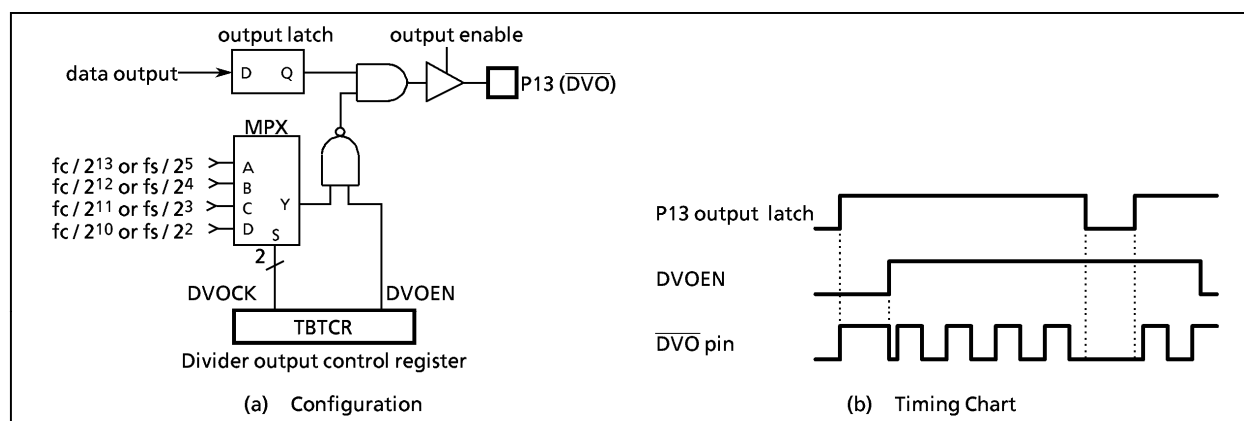 output latch
output enable
data output
D Q
P13 (DVO)
MPX
fc / 2¹³ or fs / 2⁵
fc / 2¹² or fs / 2⁴
fc / 2¹¹ or fs / 2³
fc / 2¹⁰ or fs / 2²
A
B
C
D
Y
S
2
DVOCK
DVOEN
TBTCR
Divider output control register
(a) Configuration
P13 output latch
DVOEN
DVO pin
(b) Timing Chart